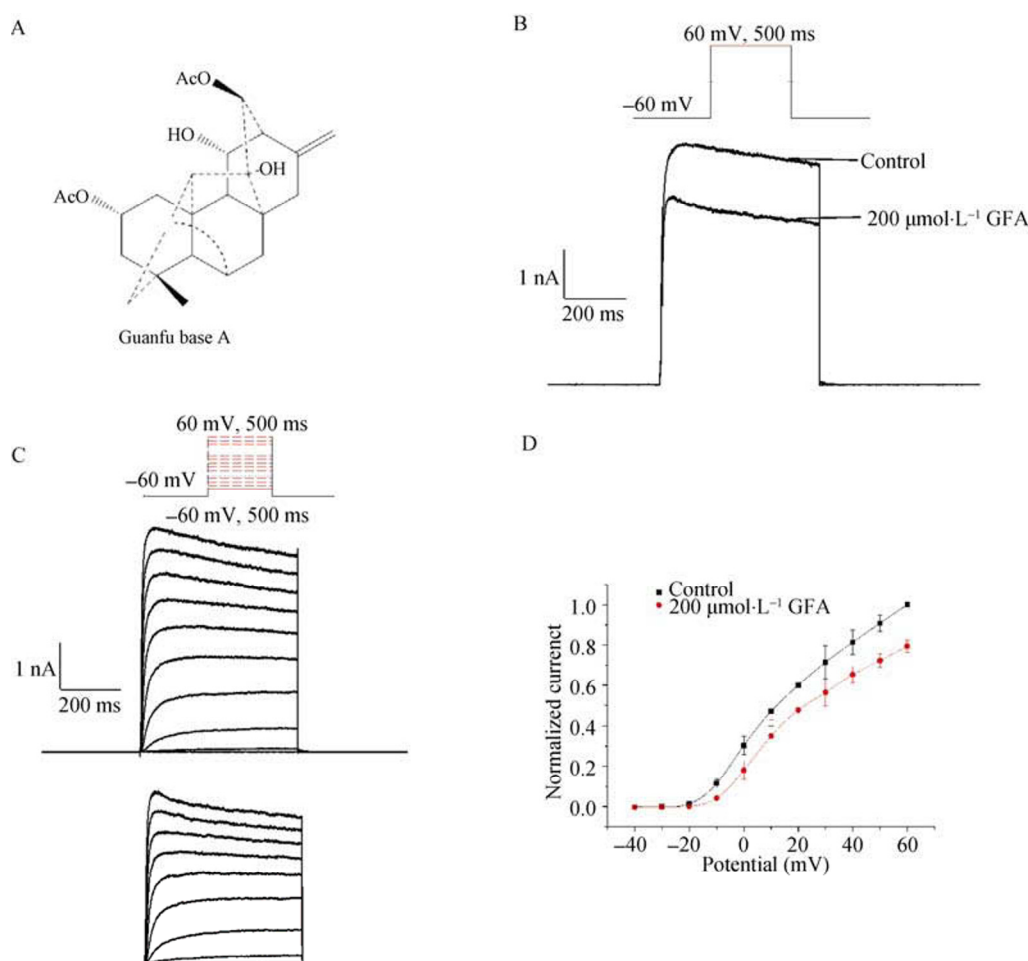 A
AcO
HO
-OH
AcO
Guanfu base A
B
60 mV, 500 ms
−60 mV
Control
200 μmol·L⁻¹ GFA
1 nA
200 ms
C
60 mV, 500 ms
−60 mV
−60 mV, 500 ms
1 nA
200 ms
D
Control
200 μmol·L⁻¹ GFA
Normalized currenct
1.0
0.8
0.6
0.4
0.2
0.0
−40 −20 0 20 40 60
Potential (mV)